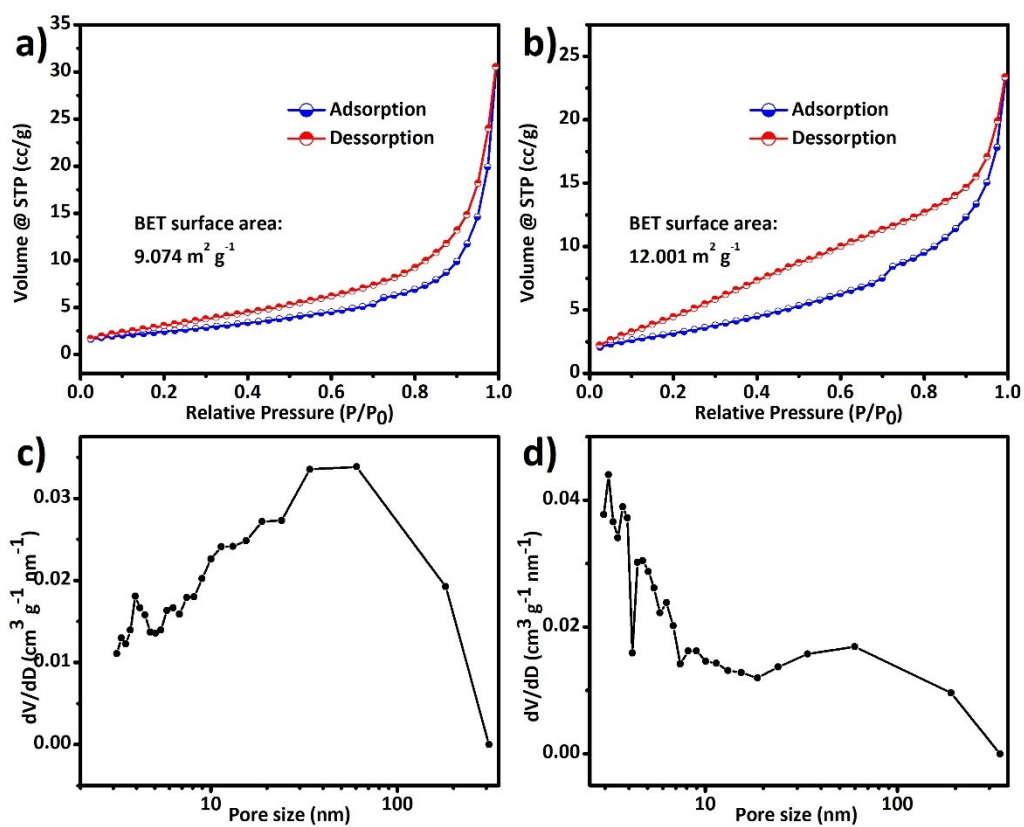 a)
35
30
25
20
15
10
5
0
Volume @ STP (cc/g)
Adsorption
Dessorption
BET surface area:
9.074 m² g⁻¹
0.0 0.2 0.4 0.6 0.8 1.0
Relative Pressure (P/P₀)
b)
25
20
15
10
5
0
Volume @ STP (cc/g)
Adsorption
Dessorption
BET surface area:
12.001 m² g⁻¹
0.0 0.2 0.4 0.6 0.8 1.0
Relative Pressure (P/P₀)
c)
0.03
0.02
0.01
0.00
dV/dD (cm³ g⁻¹ nm⁻¹)
10 100
Pore size (nm)
d)
0.04
0.02
0.00
dV/dD (cm³ g⁻¹ nm⁻¹)
10 100
Pore size (nm)